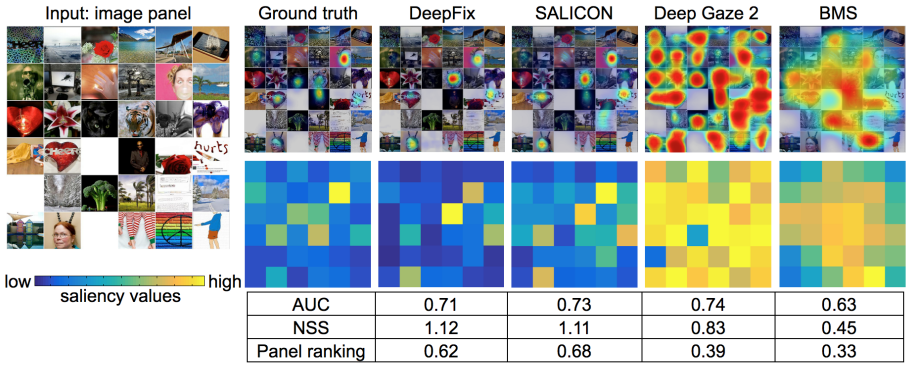 Input: image panel
Ground truth DeepFix SALICON Deep Gaze 2 BMS
CHEER
hurts
low high
saliency values
AUC 0.71 0.73 0.74 0.63
NSS 1.12 1.11 0.83 0.45
Panel ranking 0.62 0.68 0.39 0.33